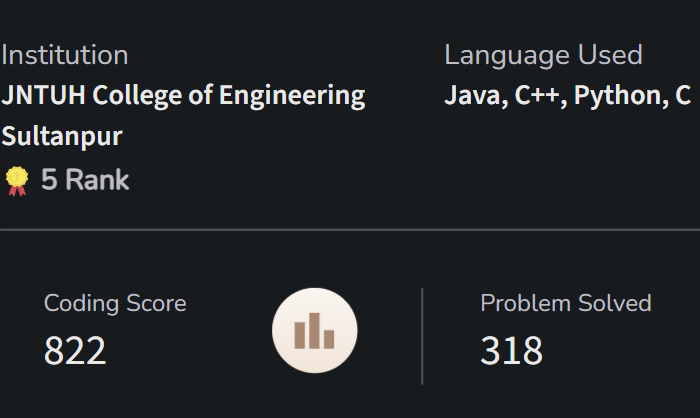 Institution
JNTUH College of Engineering
Sultanpur
5 Rank
Language Used
Java, C++, Python, C
Coding Score
822
Problem Solved
318